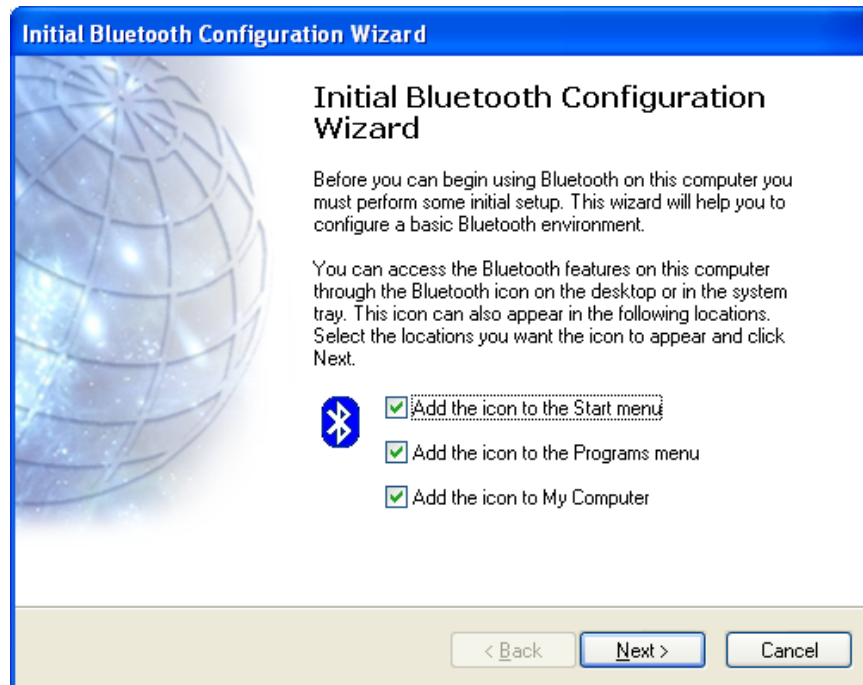 Initial Bluetooth Configuration Wizard
Initial Bluetooth Configuration
Wizard
Before you can begin using Bluetooth on this computer you
must perform some initial setup. This wizard will help you to
configure a basic Bluetooth environment.
You can access the Bluetooth features on this computer
through the Bluetooth icon on the desktop or in the system
tray. This icon can also appear in the following locations.
Select the locations you want the icon to appear and click
Next.
Add the icon to the Start menu
Add the icon to the Programs menu
Add the icon to My Computer
< Back
Next >
Cancel